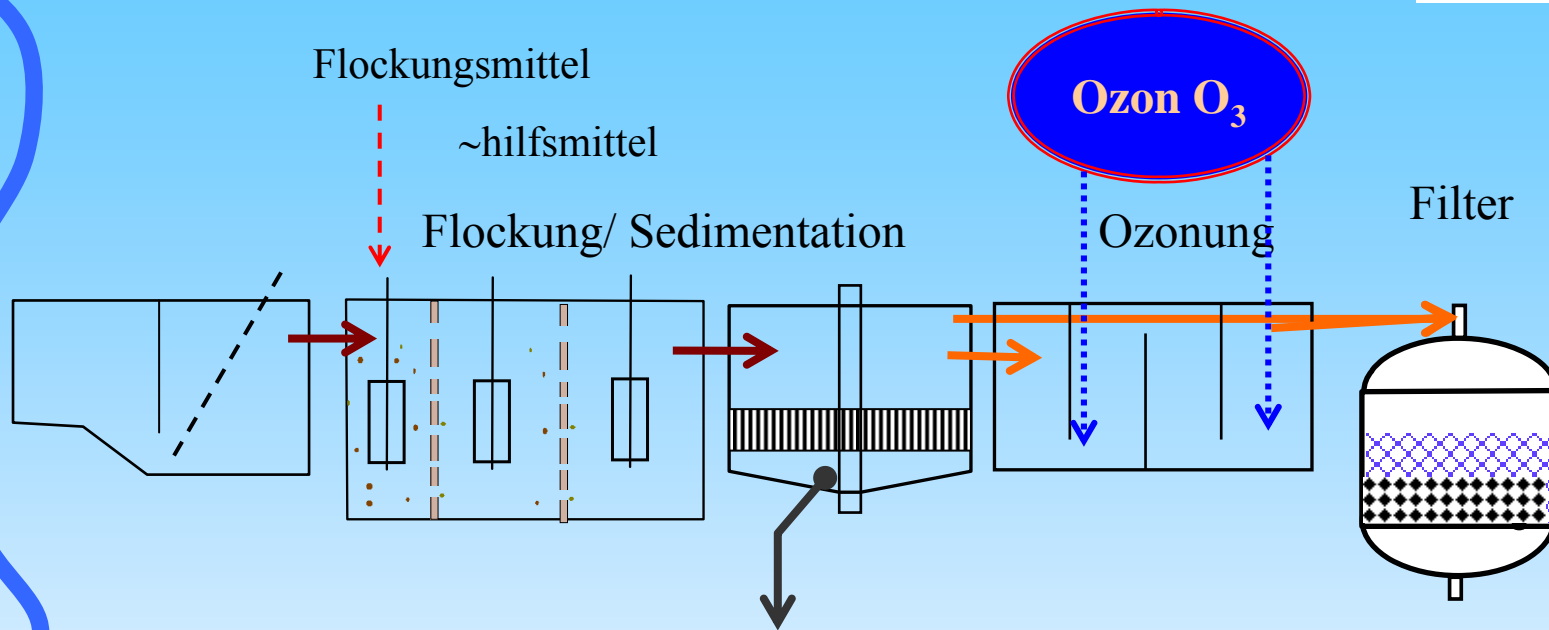 Flockungsmittel
~hilfsmittel
Ozon O₃
Filter
Flockung/ Sedimentation
Ozonung